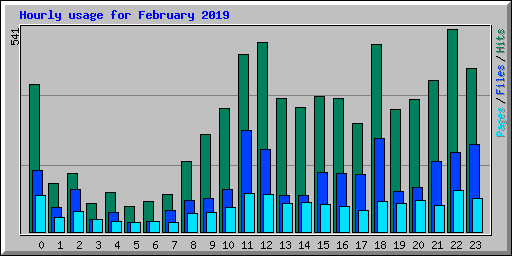 Hourly usage for February 2019
541
Pages / Files / Hits
0 1 2 3 4 5 6 7 8 9 10 11 12 13 14 15 16 17 18 19 20 21 22 23